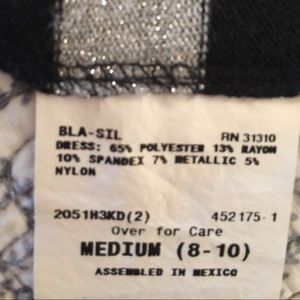 BLA-SIL RN 31310
DRESS: 65% POLYESTER 13% RAYON
10% SPANDEX 7% METALLIC 5%
NYLON
2051H3KD(2) 452175-1
Over for Care
MEDIUM (8-10)
ASSEMBLED IN MEXICO